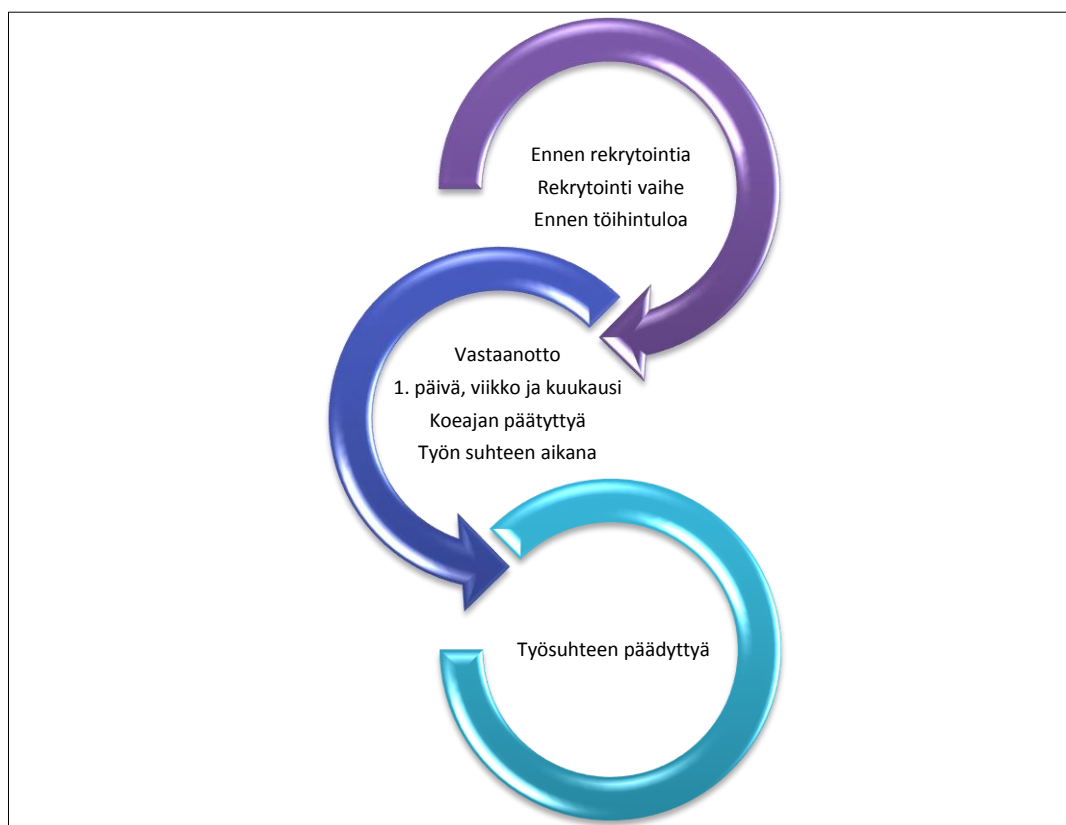 Ennen rekrytointia
Rekrytointi vaihe
Ennen töihintuloa
Vastaanotto
1. päivä, viikko ja kuukausi
Koeajan päätyttyä
Työn suhteen aikana
Työsuhteen päädyttyä